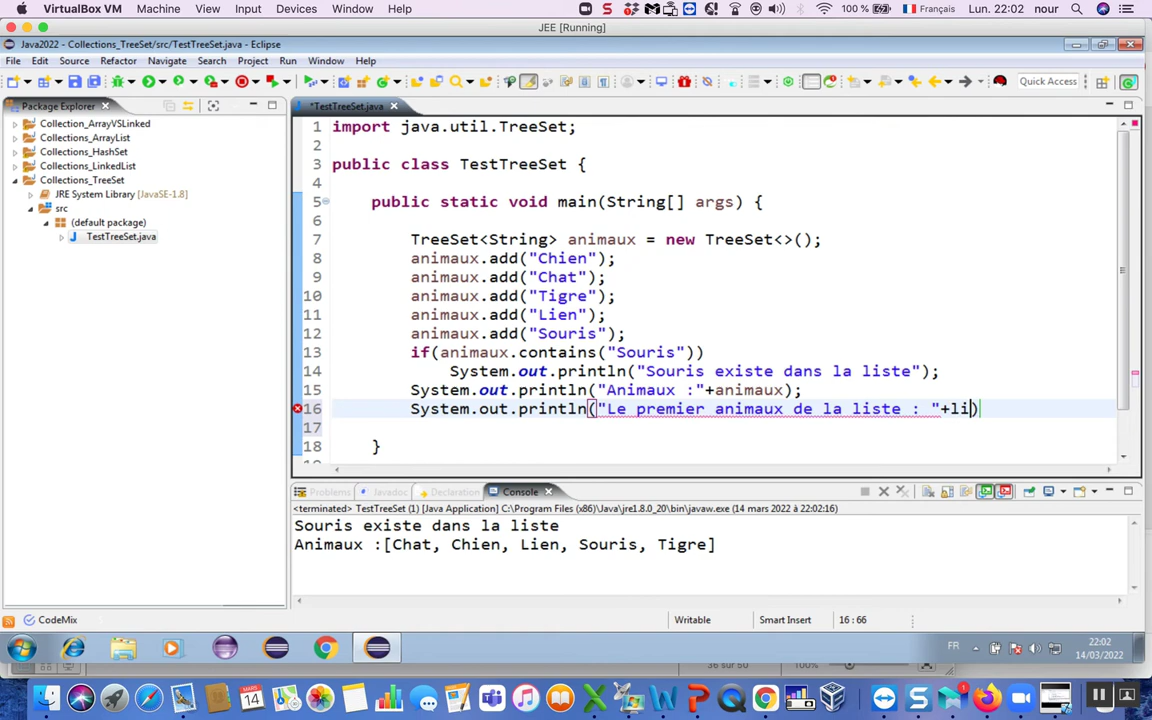 VirtualBox VM Machine View Input Devices Window Help
100 % Français Lun. 22:02 nour
JEE [Running]
Java2022 - Collections_TreeSet/src/TestTreeSet.java - Eclipse
File Edit Source Refactor Navigate Search Project Run Window Help
Quick Access
Package Explorer
*TestTreeSet.java
Collection_ArrayVSLinked
Collections_ArrayList
Collections_HashSet
Collections_LinkedList
Collections_TreeSet
JRE System Library [JavaSE-1.8]
src
(default package)
TestTreeSet.java
1 import java.util.TreeSet;
2
3 public class TestTreeSet {
4
5 public static void main(String[] args) {
6
7 TreeSet<String> animaux = new TreeSet<>();
8 animaux.add("Chien");
9 animaux.add("Chat");
10 animaux.add("Tigre");
11 animaux.add("Lien");
12 animaux.add("Souris");
13 if(animaux.contains("Souris"))
14 System.out.println("Souris existe dans la liste");
15 System.out.println("Animaux :"+animaux);
16 System.out.println("Le premier animaux de la liste : "+li)
17
18 }
Problems Javadoc Declaration Console
<terminated> TestTreeSet (1) [Java Application] C:\Program Files (x86)\Java\jre1.8.0_20\bin\javaw.exe (14 mars 2022 à 22:02:16)
Souris existe dans la liste
Animaux :[Chat, Chien, Lien, Souris, Tigre]
CodeMix
Writable Smart Insert 16 : 66
FR 22:02
14/03/2022
36 sur 50 100%
MAR
14